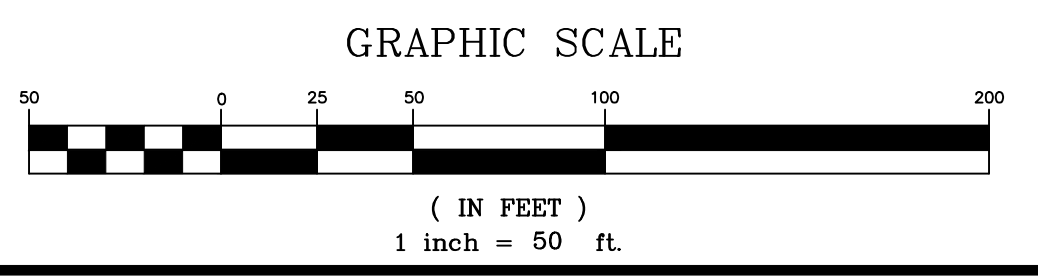 GRAPHIC SCALE
50 0 25 50 100 200
( IN FEET )
1 inch = 50 ft.